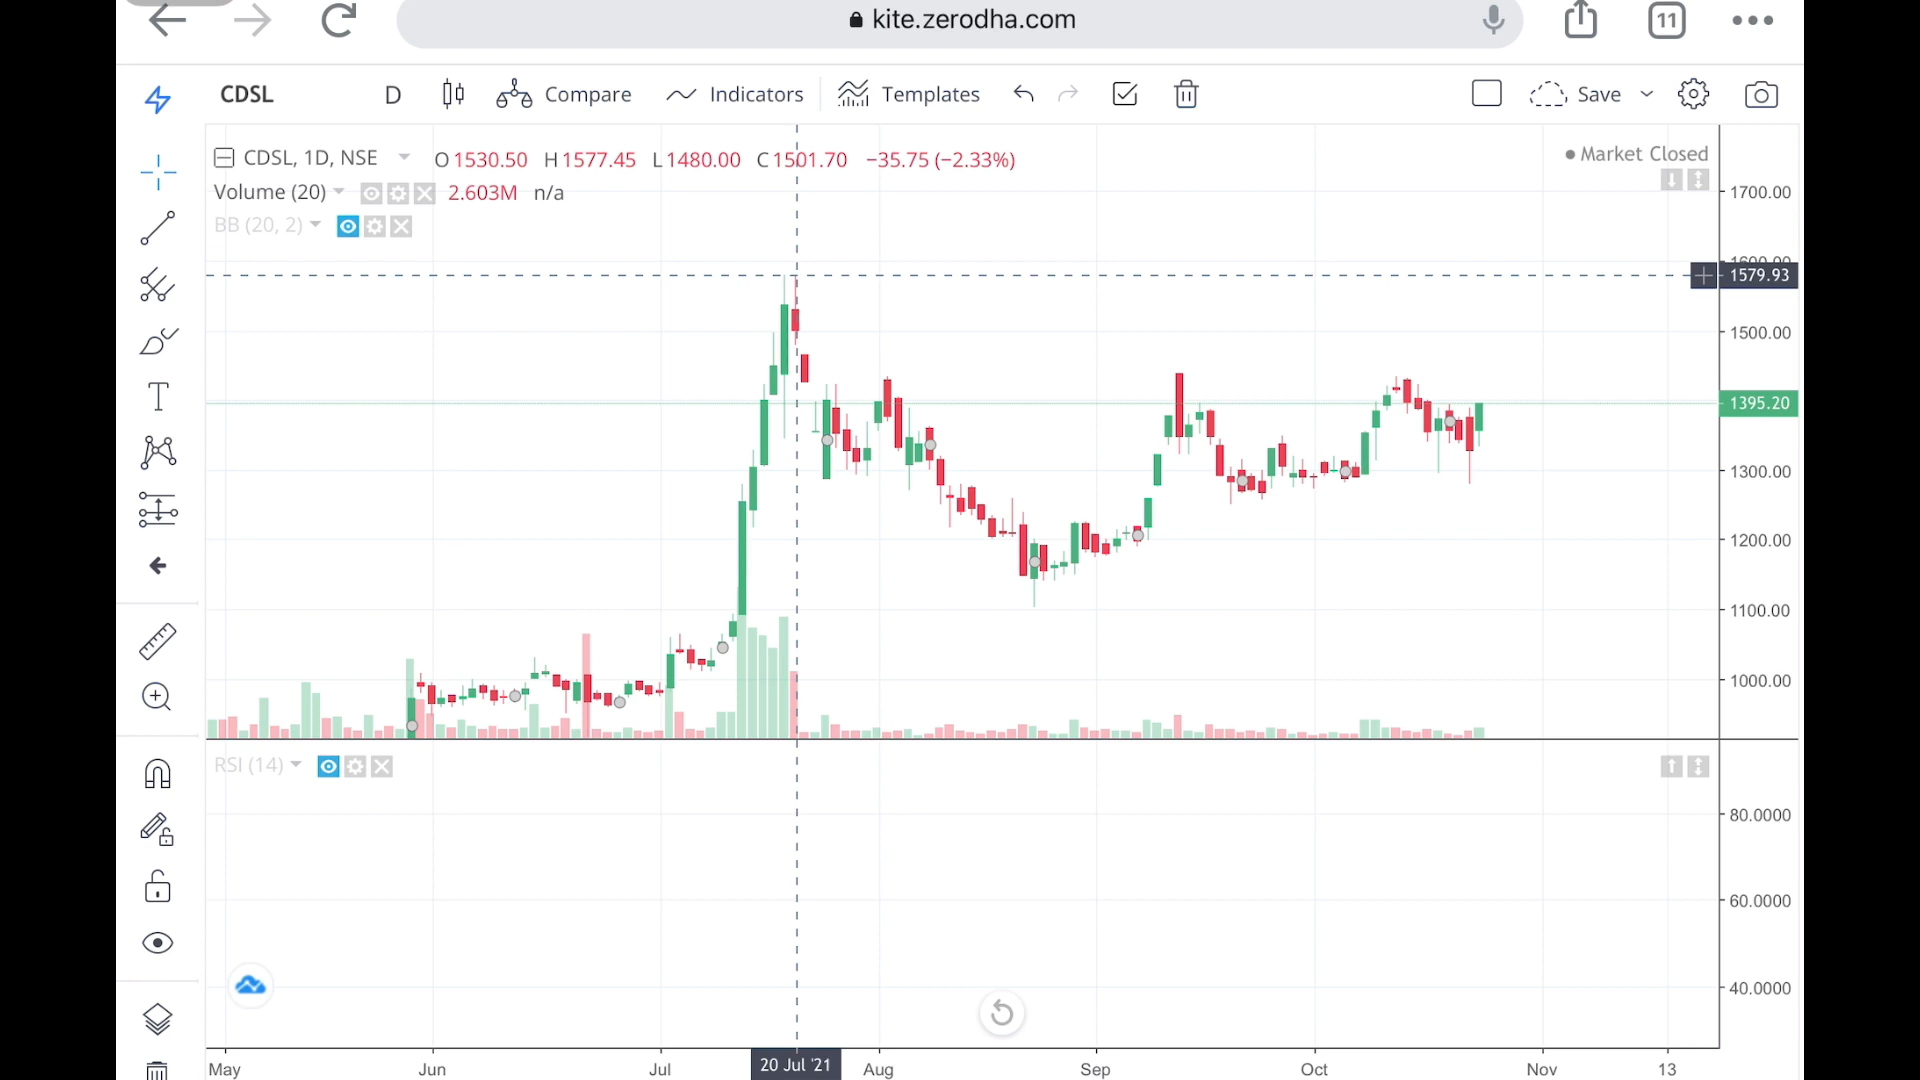 kite.zerodha.com
11
CDSL
D
Compare
Indicators
Templates
Save
CDSL, 1D, NSE
O 1530.50 H 1577.45 L 1480.00 C 1501.70 −35.75 (−2.33%)
Market Closed
Volume (20)
2.603M n/a
BB (20, 2)
1700.00
1600.00
1579.93
1500.00
1395.20
1300.00
1200.00
1100.00
1000.00
T
RSI (14)
80.0000
60.0000
40.0000
May
Jun
Jul
20 Jul '21
Aug
Sep
Oct
Nov
13